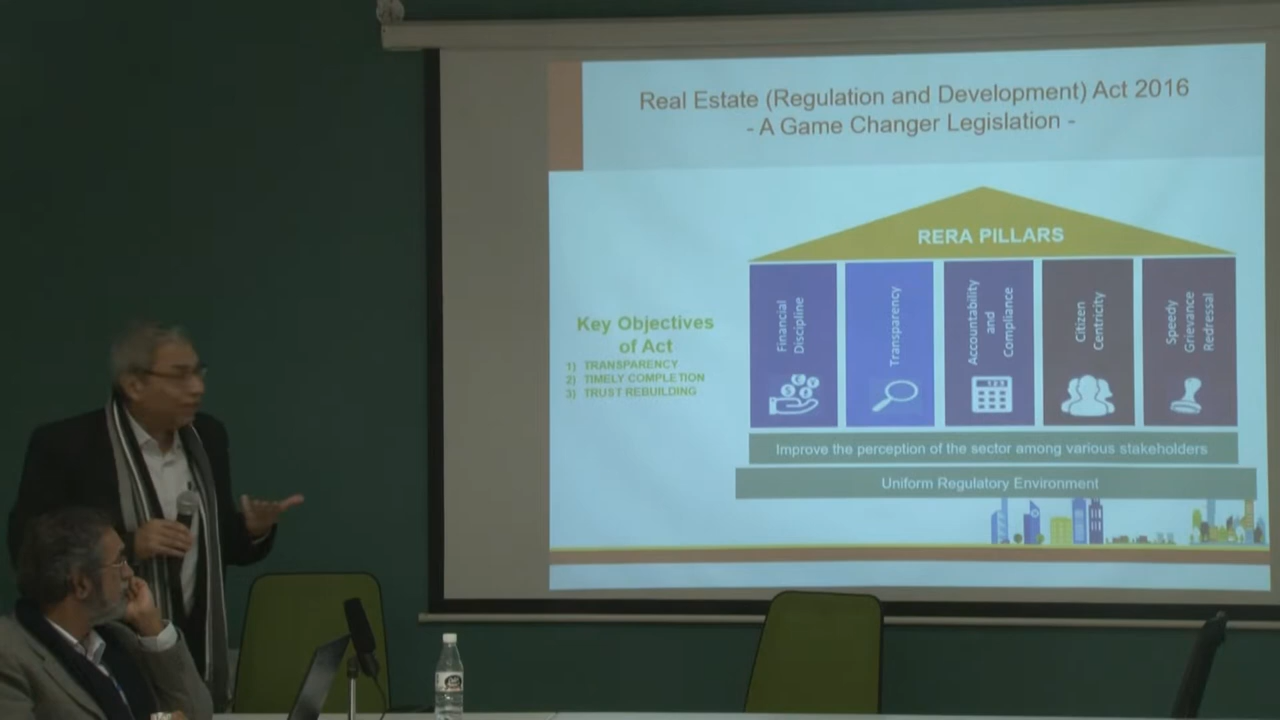 Real Estate (Regulation and Development) Act 2016
- A Game Changer Legislation -
RERA PILLARS
Key Objectives
of Act
1) TRANSPARENCY
2) TIMELY COMPLETION
3) TRUST REBUILDING
Financial
Discipline
Transparency
Accountability
and
Compliance
Citizen
Centricity
Speedy
Grievance
Redressal
Improve the perception of the sector among various stakeholders
Uniform Regulatory Environment